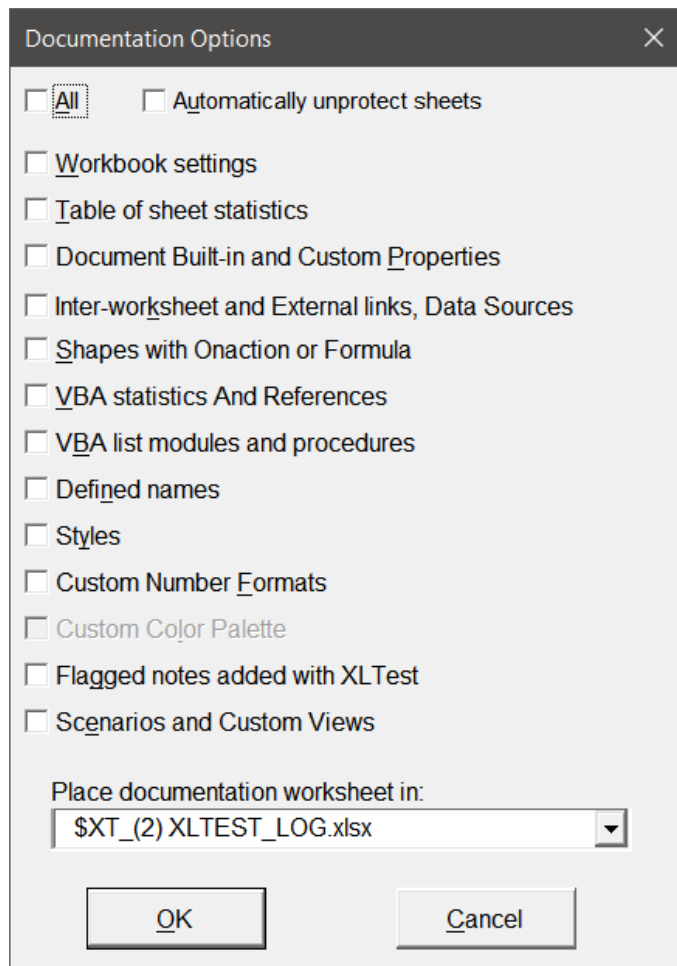 Documentation Options
All Automatically unprotect sheets
Workbook settings
Table of sheet statistics
Document Built-in and Custom Properties
Inter-worksheet and External links, Data Sources
Shapes with Onaction or Formula
VBA statistics And References
VBA list modules and procedures
Defined names
Styles
Custom Number Formats
Custom Color Palette
Flagged notes added with XLTest
Scenarios and Custom Views
Place documentation worksheet in:
$XT_(2) XLTEST_LOG.xlsx
OK Cancel